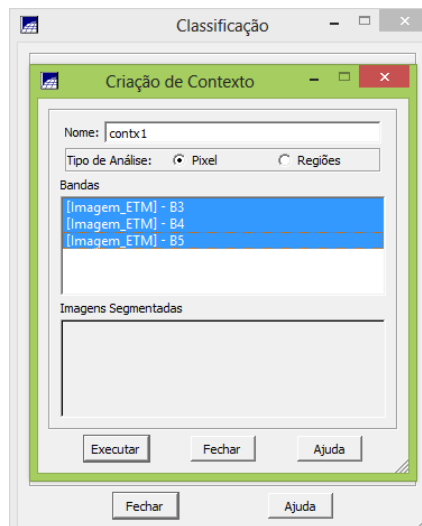 Classificação
Criação de Contexto
Nome: contx1
Tipo de Análise: Pixel Regiões
Bandas
[Imagem_ETM] - B3
[Imagem_ETM] - B4
[Imagem_ETM] - B5
Imagens Segmentadas
Executar Fechar Ajuda
Fechar Ajuda